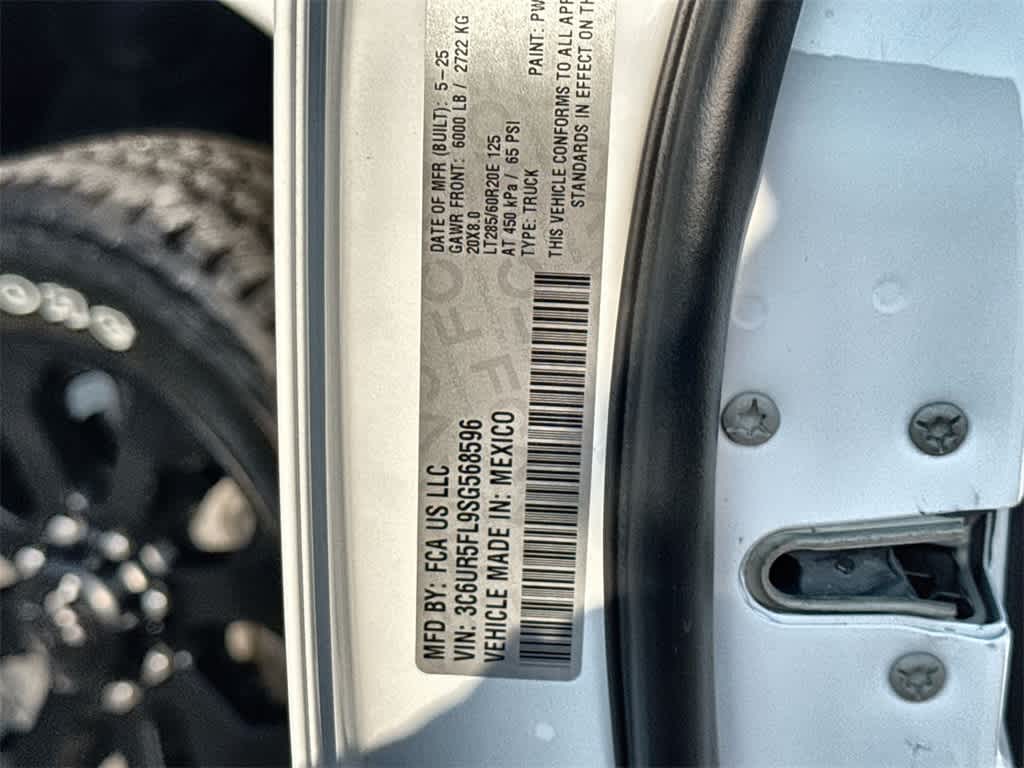 MFD BY: FCA US LLC
VIN: 3C6UR5FL9SG568596
VEHICLE MADE IN: MEXICO
DATE OF MFR (BUILT): 5-25
GAWR FRONT: 6000 LB / 2722 KG
20X8.0
LT285/60R20E 125
AT 450 kPa / 65 PSI
TYPE: TRUCK
PAINT: PW
THIS VEHICLE CONFORMS TO ALL APP
STANDARDS IN EFFECT ON TH